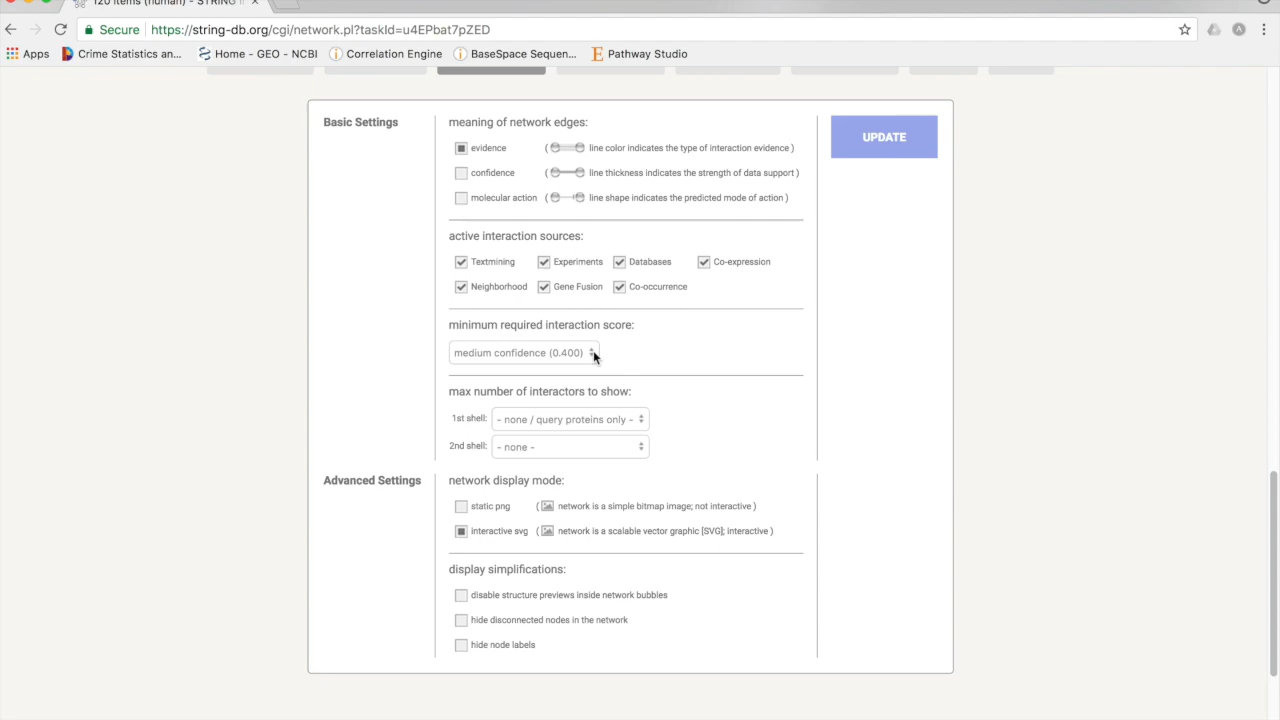 120 items (human) - STRING
Secure https://string-db.org/cgi/network.pl?taskId=u4EPbat7pZED
Apps Crime Statistics an... Home - GEO - NCBI Correlation Engine BaseSpace Sequen... Pathway Studio
Basic Settings
meaning of network edges:
UPDATE
evidence ( line color indicates the type of interaction evidence )
confidence ( line thickness indicates the strength of data support )
molecular action ( line shape indicates the predicted mode of action )
active interaction sources:
Textmining Experiments Databases Co-expression
Neighborhood Gene Fusion Co-occurrence
minimum required interaction score:
medium confidence (0.400)
max number of interactors to show:
1st shell: - none / query proteins only -
2nd shell: - none -
Advanced Settings
network display mode:
static png ( network is a simple bitmap image; not interactive )
interactive svg ( network is a scalable vector graphic [SVG]; interactive )
display simplifications:
disable structure previews inside network bubbles
hide disconnected nodes in the network
hide node labels